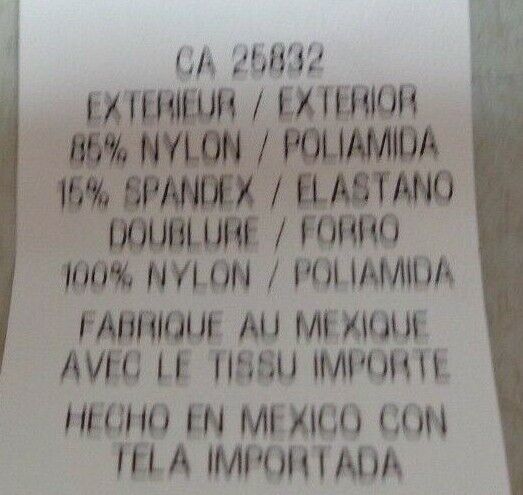 CA 25832
EXTERIEUR / EXTERIOR
85% NYLON / POLIAMIDA
15% SPANDEX / ELASTANO
DOUBLURE / FORRO
100% NYLON / POLIAMIDA
FABRIQUE AU MEXIQUE
AVEC LE TISSU IMPORTE
HECHO EN MEXICO CON
TELA IMPORTADA